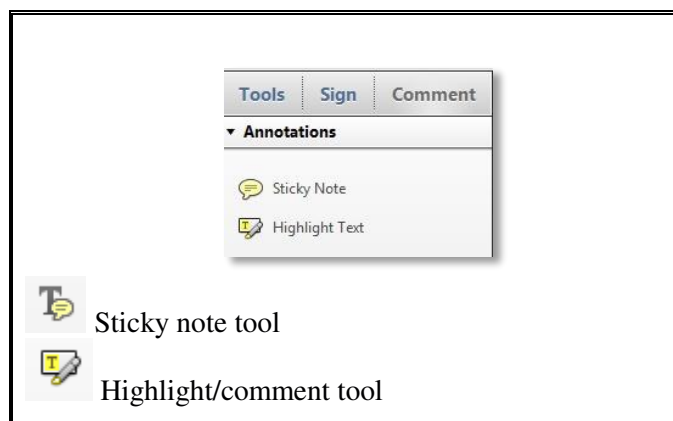 Tools Sign Comment
Annotations
Sticky Note
T Highlight Text
T Sticky note tool
T Highlight/comment tool